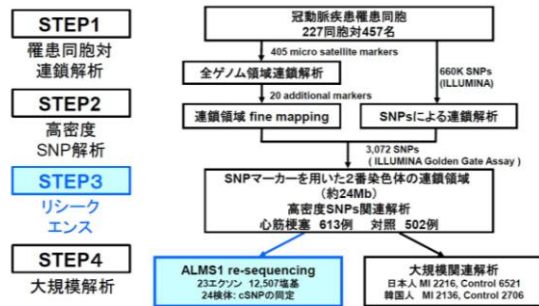 STEP1
罹患同胞対
連鎖解析
STEP2
高密度
SNP解析
STEP3
リシーク
エンス
STEP4
大規模解析
冠動脈疾患罹患同胞
227同胞対457名
405 micro satellite markers
全ゲノム領域連鎖解析
660K SNPs
(ILLUMINA)
20 additional markers
連鎖領域 fine mapping
SNPsによる連鎖解析
3,072 SNPs
( ILLUMINA Golden Gate Assay )
SNPマーカーを用いた2番染色体の連鎖領域
(約24Mb)
高密度SNPs関連解析
心筋梗塞 613例 対照 502例
ALMS1 re-sequencing
23エクソン 12,507塩基
24検体: cSNPの同定
大規模関連解析
日本人 MI 2216, Control 6521
韓国人 MI 2136, Control 2706